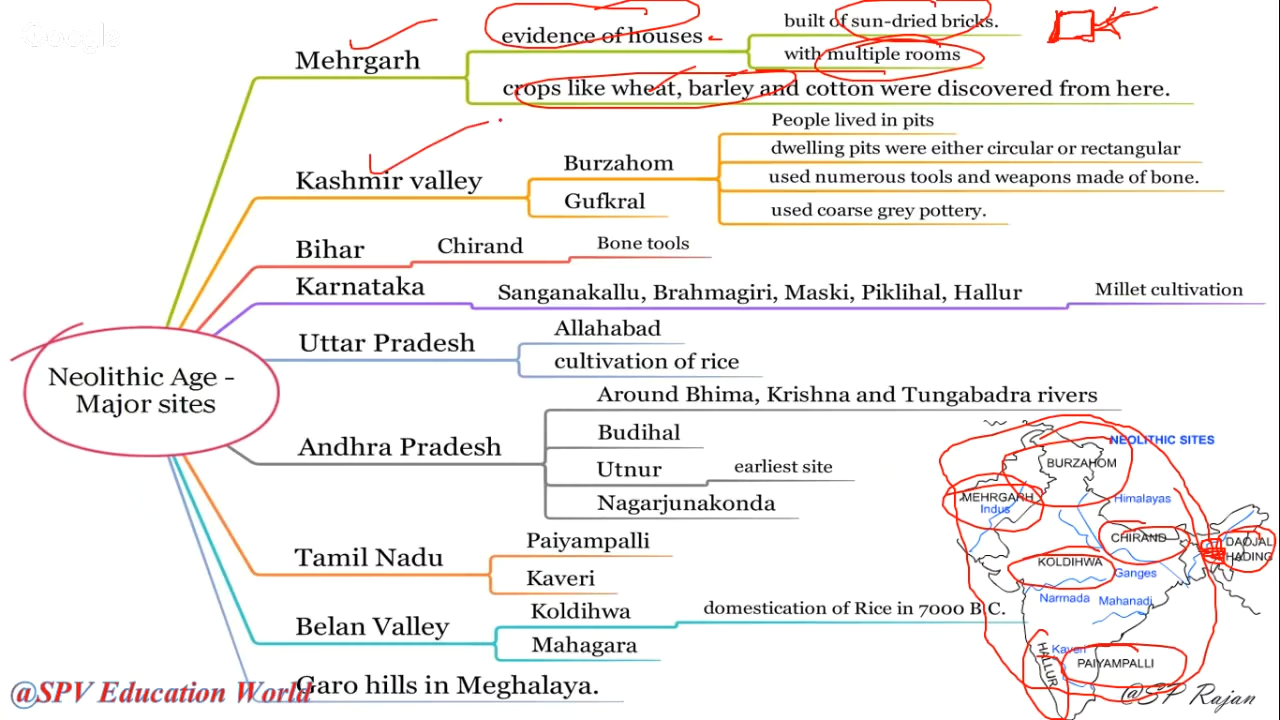 Google
Mehrgarh
evidence of houses
built of sun-dried bricks.
with multiple rooms
crops like wheat, barley and cotton were discovered from here.
Kashmir valley
Burzahom
People lived in pits
dwelling pits were either circular or rectangular
used numerous tools and weapons made of bone.
used coarse grey pottery.
Gufkral
Bihar
Chirand
Bone tools
Karnataka
Sanganakallu, Brahmagiri, Maski, Piklihal, Hallur
Millet cultivation
Uttar Pradesh
Allahabad
cultivation of rice
Neolithic Age -
Major sites
Andhra Pradesh
Around Bhima, Krishna and Tungabadra rivers
Budihal
Utnur
earliest site
Nagarjunakonda
Tamil Nadu
Paiyampalli
Kaveri
Belan Valley
Koldihwa
domestication of Rice in 7000 B.C.
Mahagara
Garo hills in Meghalaya.
@SPV Education World
NEOLITHIC SITES
BURZAHOM
MEHRGARH
Indus
Himalayas
CHIRAND
DAOJALI
HADING
KOLDIHWA
Ganges
Narmada
Mahanadi
HALLUR
Kaveri
PAIYAMPALLI
@SP Rajan